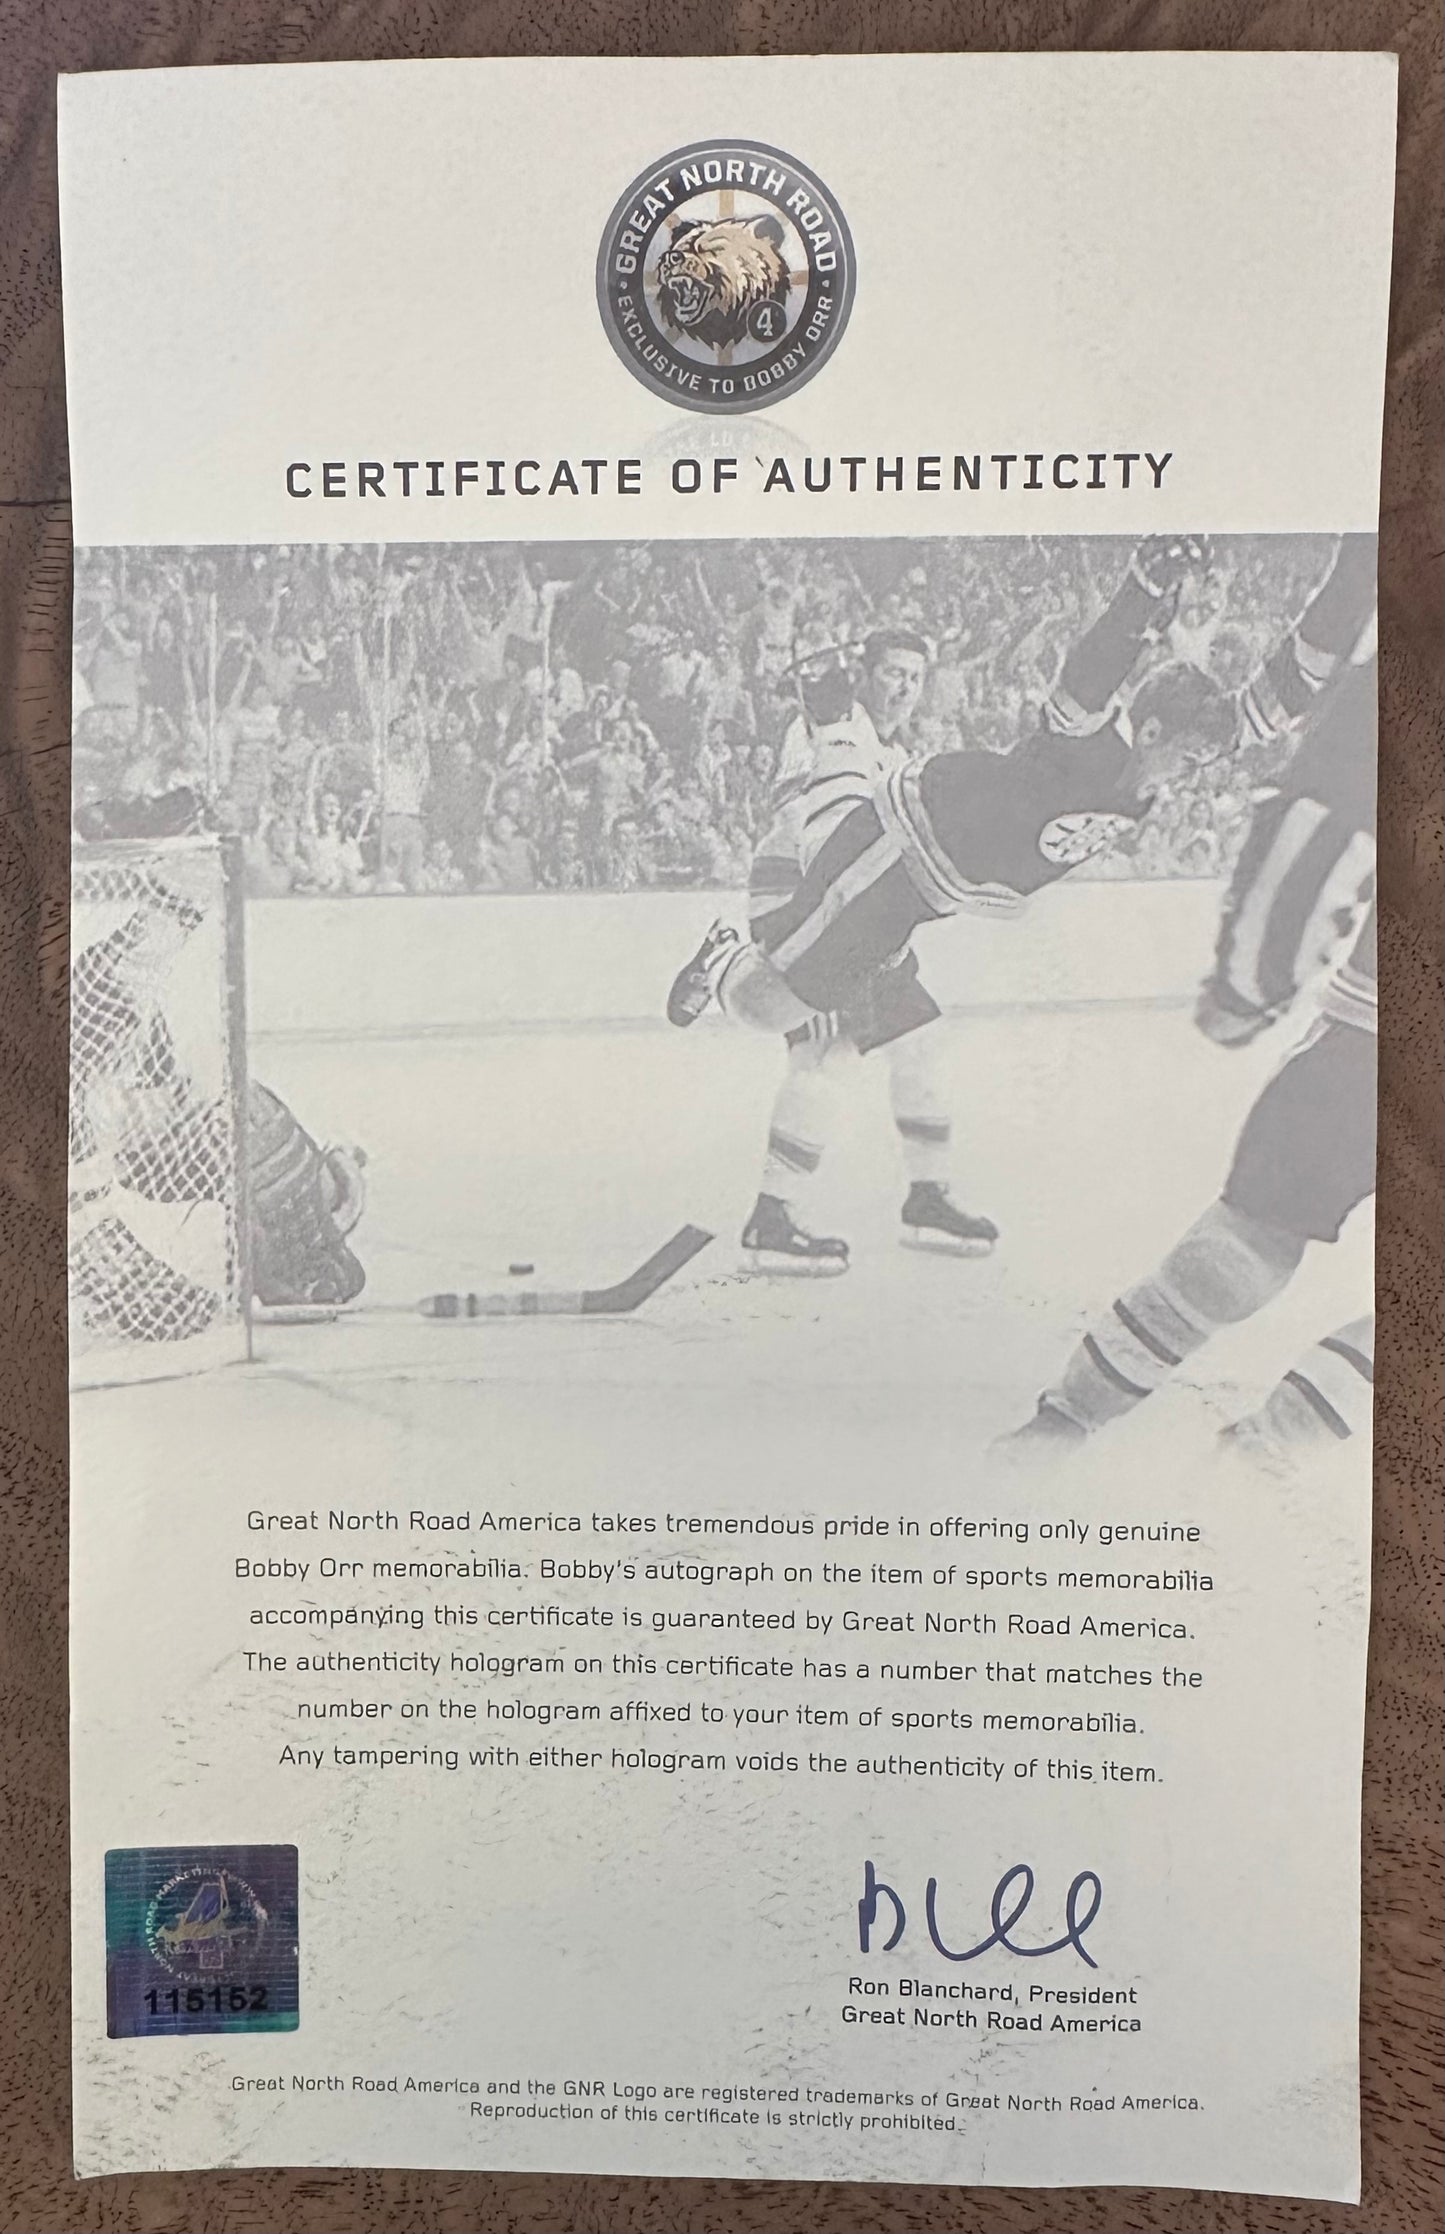 GREAT NORTH ROAD
4
EXCLUSIVE TO BOBBY ORR
CERTIFICATE OF AUTHENTICITY
Great North Road America takes tremendous pride in offering only genuine
Bobby Orr memorabilia. Bobby's autograph on the item of sports memorabilia
accompanying this certificate is guaranteed by Great North Road America.
The authenticity hologram on this certificate has a number that matches the
number on the hologram affixed to your item of sports memorabilia.
Any tampering with either hologram voids the authenticity of this item.
GREAT NORTH ROAD MARKETING
115152
Ron Blanchard, President
Great North Road America
Great North Road America and the GNR Logo are registered trademarks of Great North Road America.
Reproduction of this certificate is strictly prohibited.